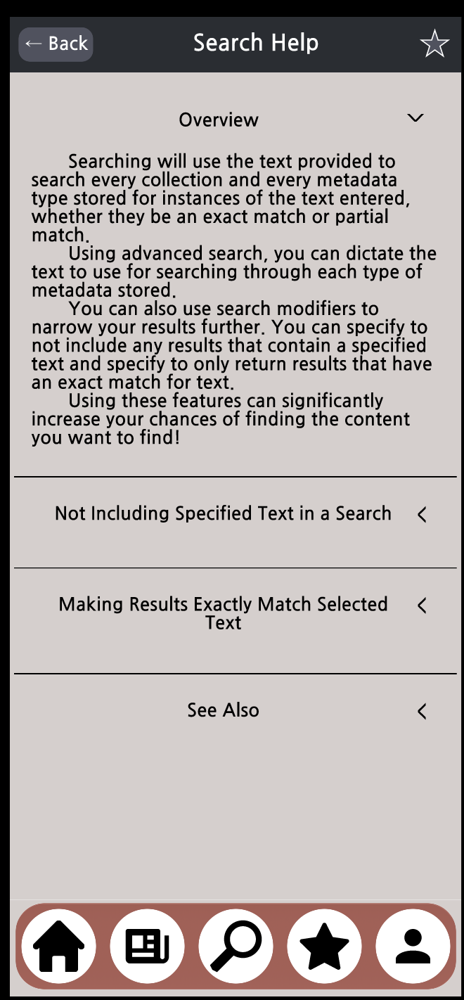 ← Back
Search Help
Overview
Searching will use the text provided to
search every collection and every metadata
type stored for instances of the text entered,
whether they be an exact match or partial
match.
Using advanced search, you can dictate the
text to use for searching through each type of
metadata stored.
You can also use search modifiers to
narrow your results further. You can specify to
not include any results that contain a specified
text and specify to only return results that have
an exact match for text.
Using these features can significantly
increase your chances of finding the content
you want to find!
Not Including Specified Text in a Search
Making Results Exactly Match Selected
Text
See Also